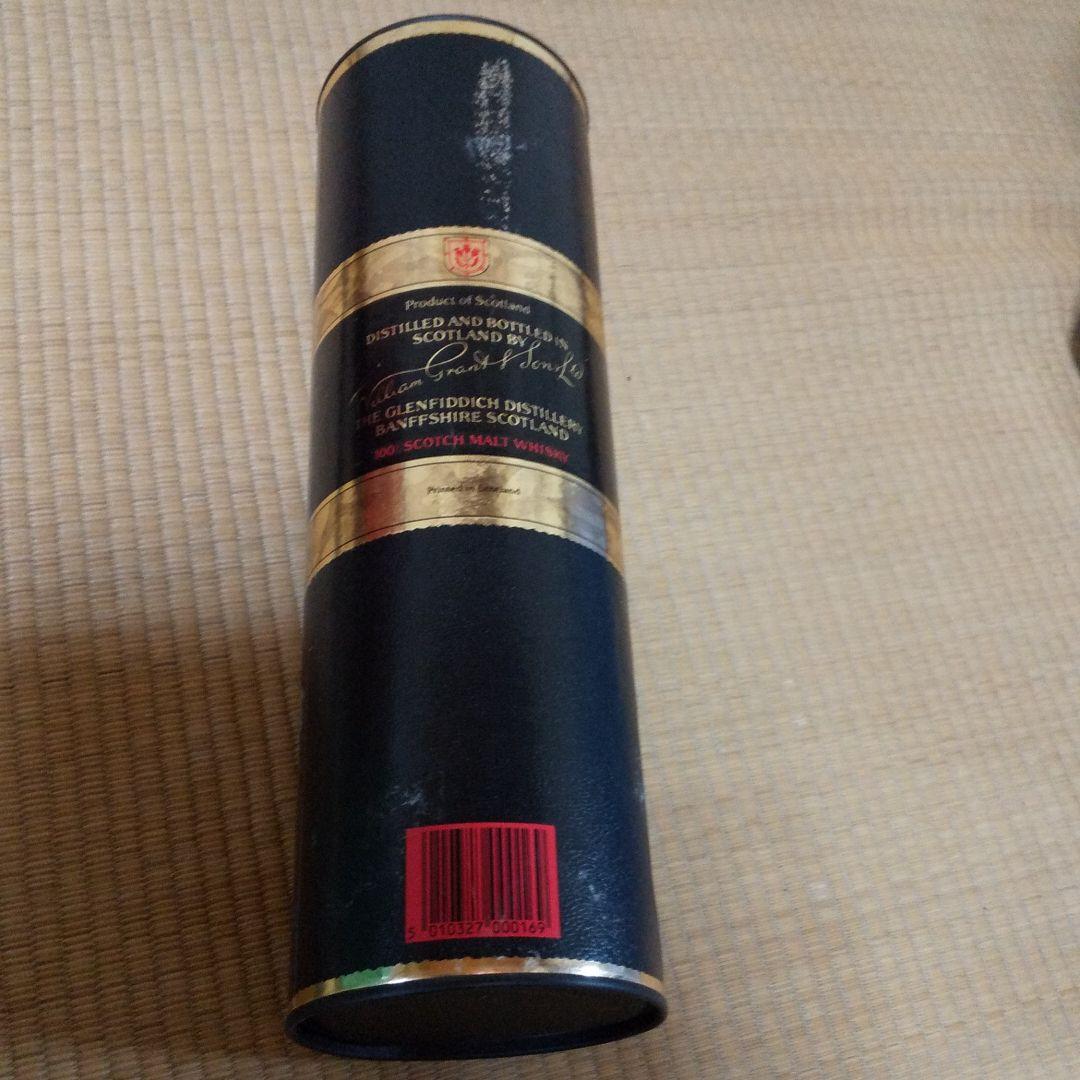 Product of Scotland
DISTILLED AND BOTTLED IN
SCOTLAND BY
William Grant & Sons Ltd
THE GLENFIDDICH DISTILLERY
BANFFSHIRE SCOTLAND
100% SCOTCH MALT WHISKY
Printed in Scotland
5 010327 000169